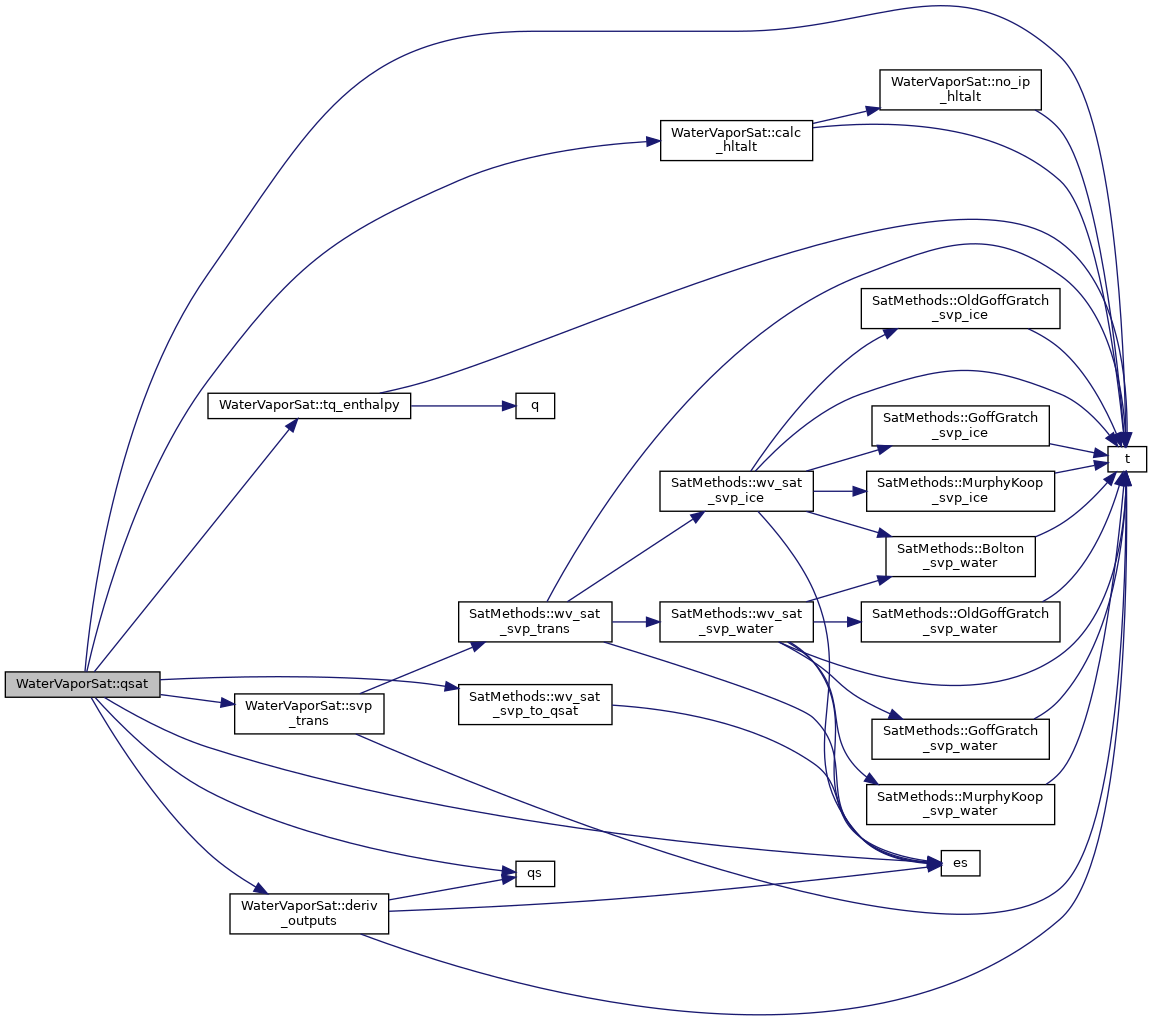 WaterVaporSat::no_ip
_hltalt
WaterVaporSat::calc
_hltalt
SatMethods::OldGoffGratch
_svp_ice
WaterVaporSat::tq_enthalpy
q
SatMethods::GoffGratch
_svp_ice
t
SatMethods::wv_sat
_svp_ice
SatMethods::MurphyKoop
_svp_ice
SatMethods::Bolton
_svp_water
SatMethods::wv_sat
_svp_trans
SatMethods::wv_sat
_svp_water
SatMethods::OldGoffGratch
_svp_water
WaterVaporSat::qsat
WaterVaporSat::svp
_trans
SatMethods::wv_sat
_svp_to_qsat
SatMethods::GoffGratch
_svp_water
SatMethods::MurphyKoop
_svp_water
es
qs
WaterVaporSat::deriv
_outputs